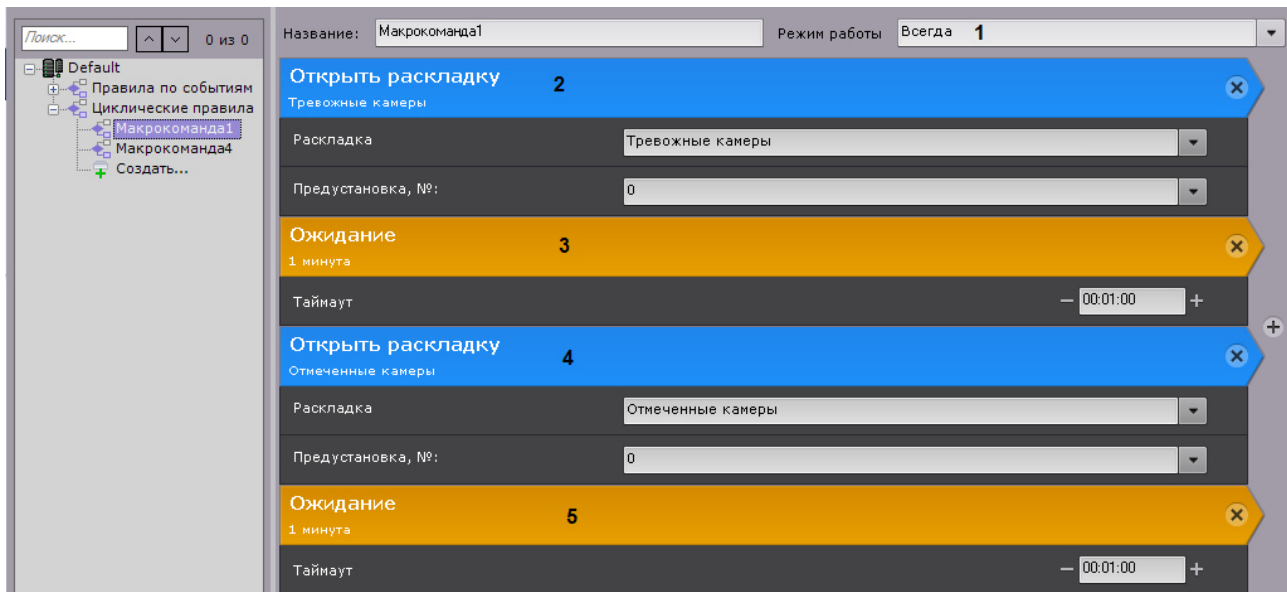 Поиск...
0 из 0
Default
Правила по событиям
Циклические правила
Макрокоманда1
Макрокоманда4
Создать...
Название: Макрокоманда1 Режим работы Всегда 1
Открыть раскладку 2
Тревожные камеры
Раскладка Тревожные камеры
Предустановка, №: 0
Ожидание 3
1 минута
Таймаут 00:01:00
Открыть раскладку 4
Отмеченные камеры
Раскладка Отмеченные камеры
Предустановка, №: 0
Ожидание 5
1 минута
Таймаут 00:01:00